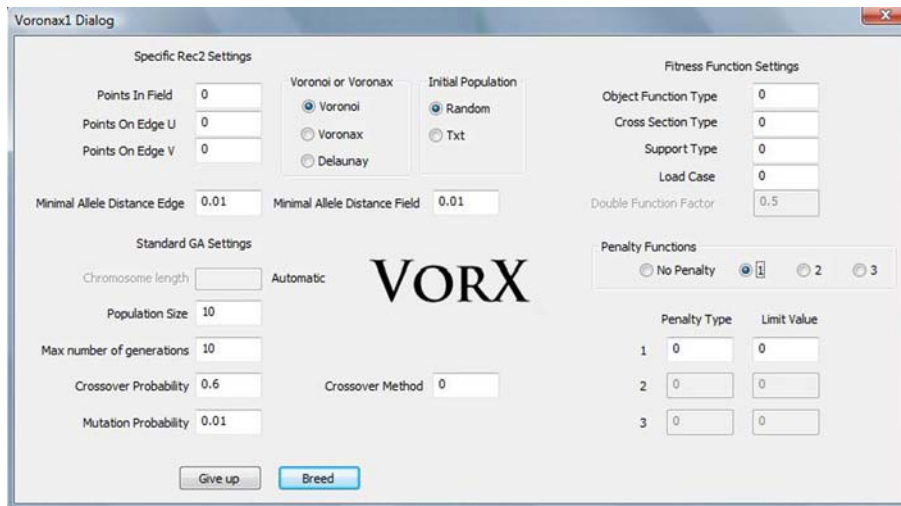 Voronax1 Dialog
X
Specific Rec2 Settings
Points In Field 0
Points On Edge U 0
Points On Edge V 0
Voronoi or Voronax
Voronoi
Voronax
Delaunay
Initial Population
Random
Txt
Fitness Function Settings
Object Function Type 0
Cross Section Type 0
Support Type 0
Load Case 0
Double Function Factor 0.5
Minimal Allele Distance Edge 0.01
Minimal Allele Distance Field 0.01
Standard GA Settings
Chromosome length Automatic
Population Size 10
Max number of generations 10
Crossover Probability 0.6
Crossover Method 0
Mutation Probability 0.01
VORX
Penalty Functions
No Penalty 1 2 3
Penalty Type Limit Value
1 0 0
2 0 0
3 0 0
Give up
Breed